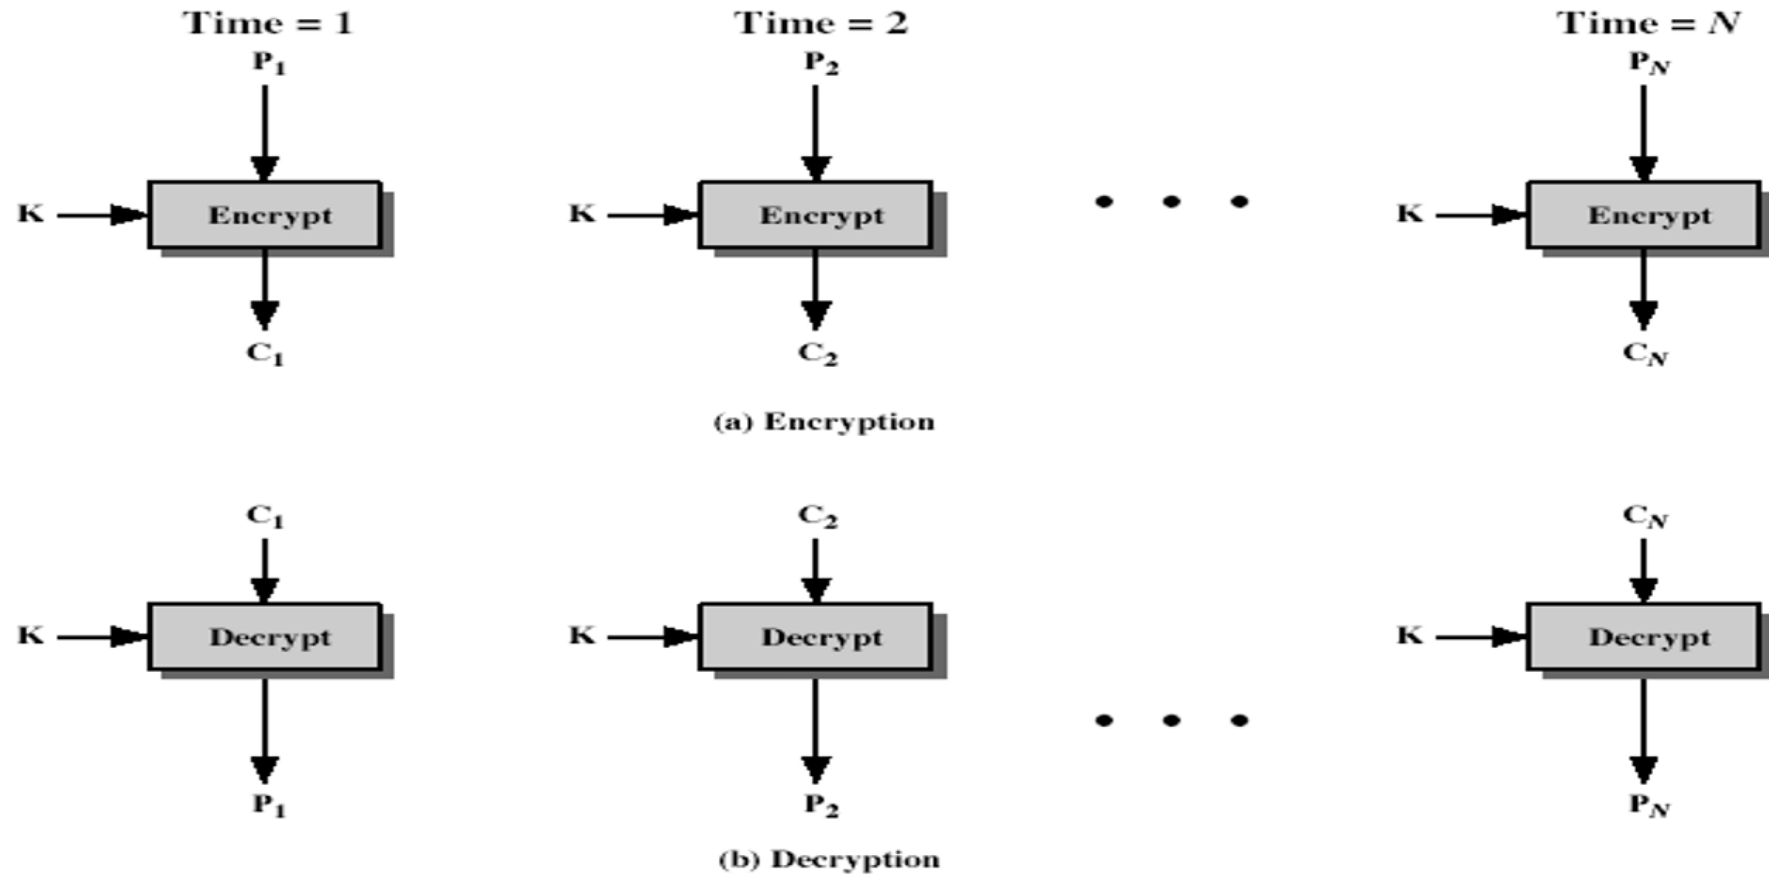 Time = 1 Time = 2 Time = N
P1 P2 PN
K Encrypt K Encrypt • • • K Encrypt
C1 C2 CN
(a) Encryption
C1 C2 CN
K Decrypt K Decrypt K Decrypt
• • •
P1 P2 PN
(b) Decryption